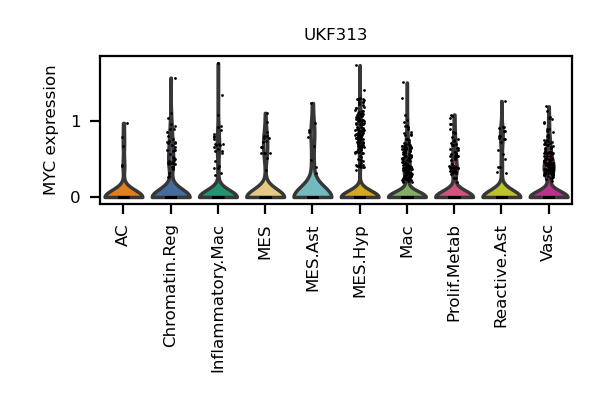 UKF313
MYC expression
1
0
AC
Chromatin.Reg
Inflammatory.Mac
MES
MES.Ast
MES.Hyp
Mac
Prolif.Metab
Reactive.Ast
Vasc